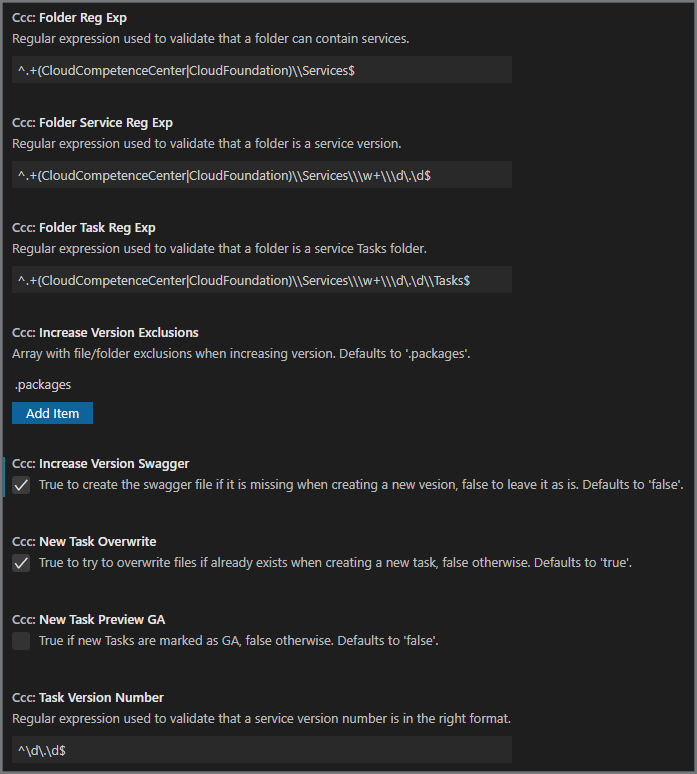 Ccc: Folder Reg Exp
Regular expression used to validate that a folder can contain services.
^.+(CloudCompetenceCenter|CloudFoundation)\\Services$
Ccc: Folder Service Reg Exp
Regular expression used to validate that a folder is a service version.
^.+(CloudCompetenceCenter|CloudFoundation)\\Services\\\w+\\\d\.\d$
Ccc: Folder Task Reg Exp
Regular expression used to validate that a folder is a service Tasks folder.
^.+(CloudCompetenceCenter|CloudFoundation)\\Services\\\w+\\\d\.\d\\Tasks$
Ccc: Increase Version Exclusions
Array with file/folder exclusions when increasing version. Defaults to '.packages'.
.packages
Add Item
Ccc: Increase Version Swagger
True to create the swagger file if it is missing when creating a new vesion, false to leave it as is. Defaults to 'false'.
Ccc: New Task Overwrite
True to try to overwrite files if already exists when creating a new task, false otherwise. Defaults to 'true'.
Ccc: New Task Preview GA
True if new Tasks are marked as GA, false otherwise. Defaults to 'false'.
Ccc: Task Version Number
Regular expression used to validate that a service version number is in the right format.
^\d\.\d$